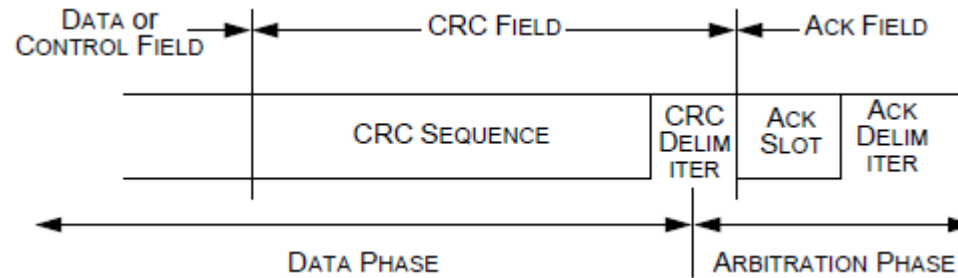 DATA or
CONTROL FIELD
CRC FIELD
ACK FIELD
CRC SEQUENCE
CRC
DELIM
ITER
ACK
SLOT
ACK
DELIM
ITER
DATA PHASE
ARBITRATION PHASE